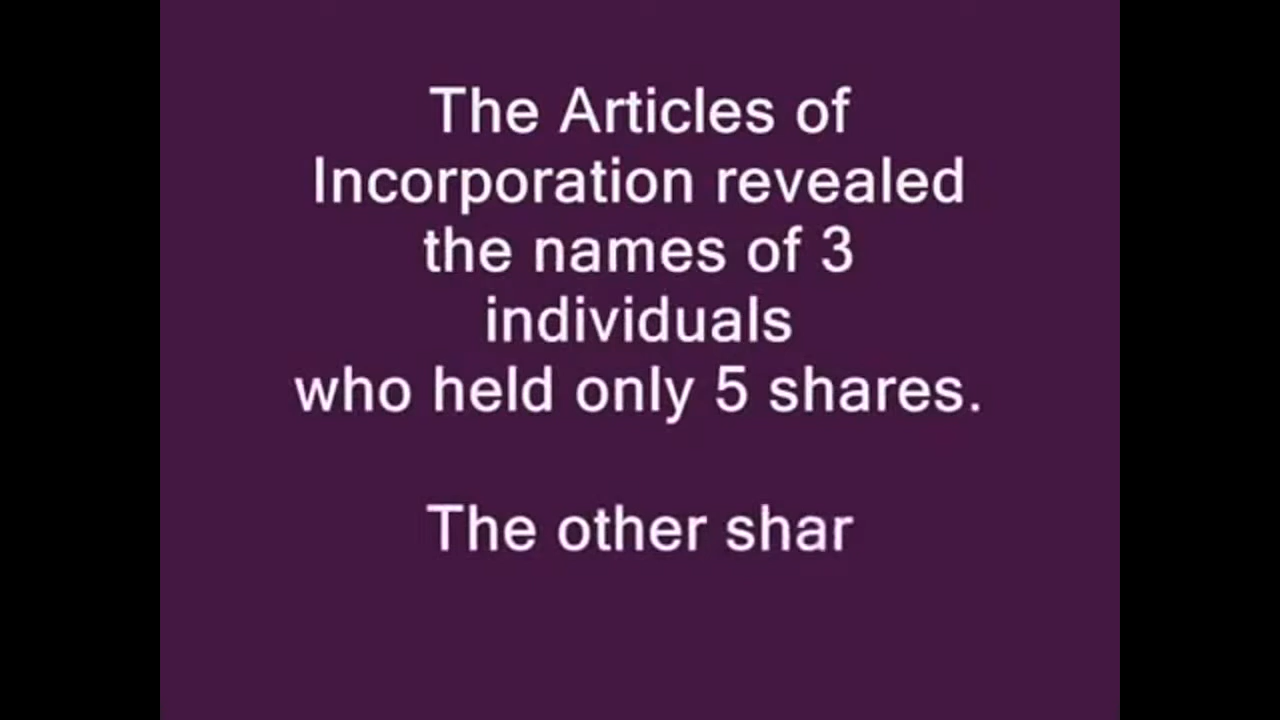 The Articles of
Incorporation revealed
the names of 3
individuals
who held only 5 shares.
The other shar